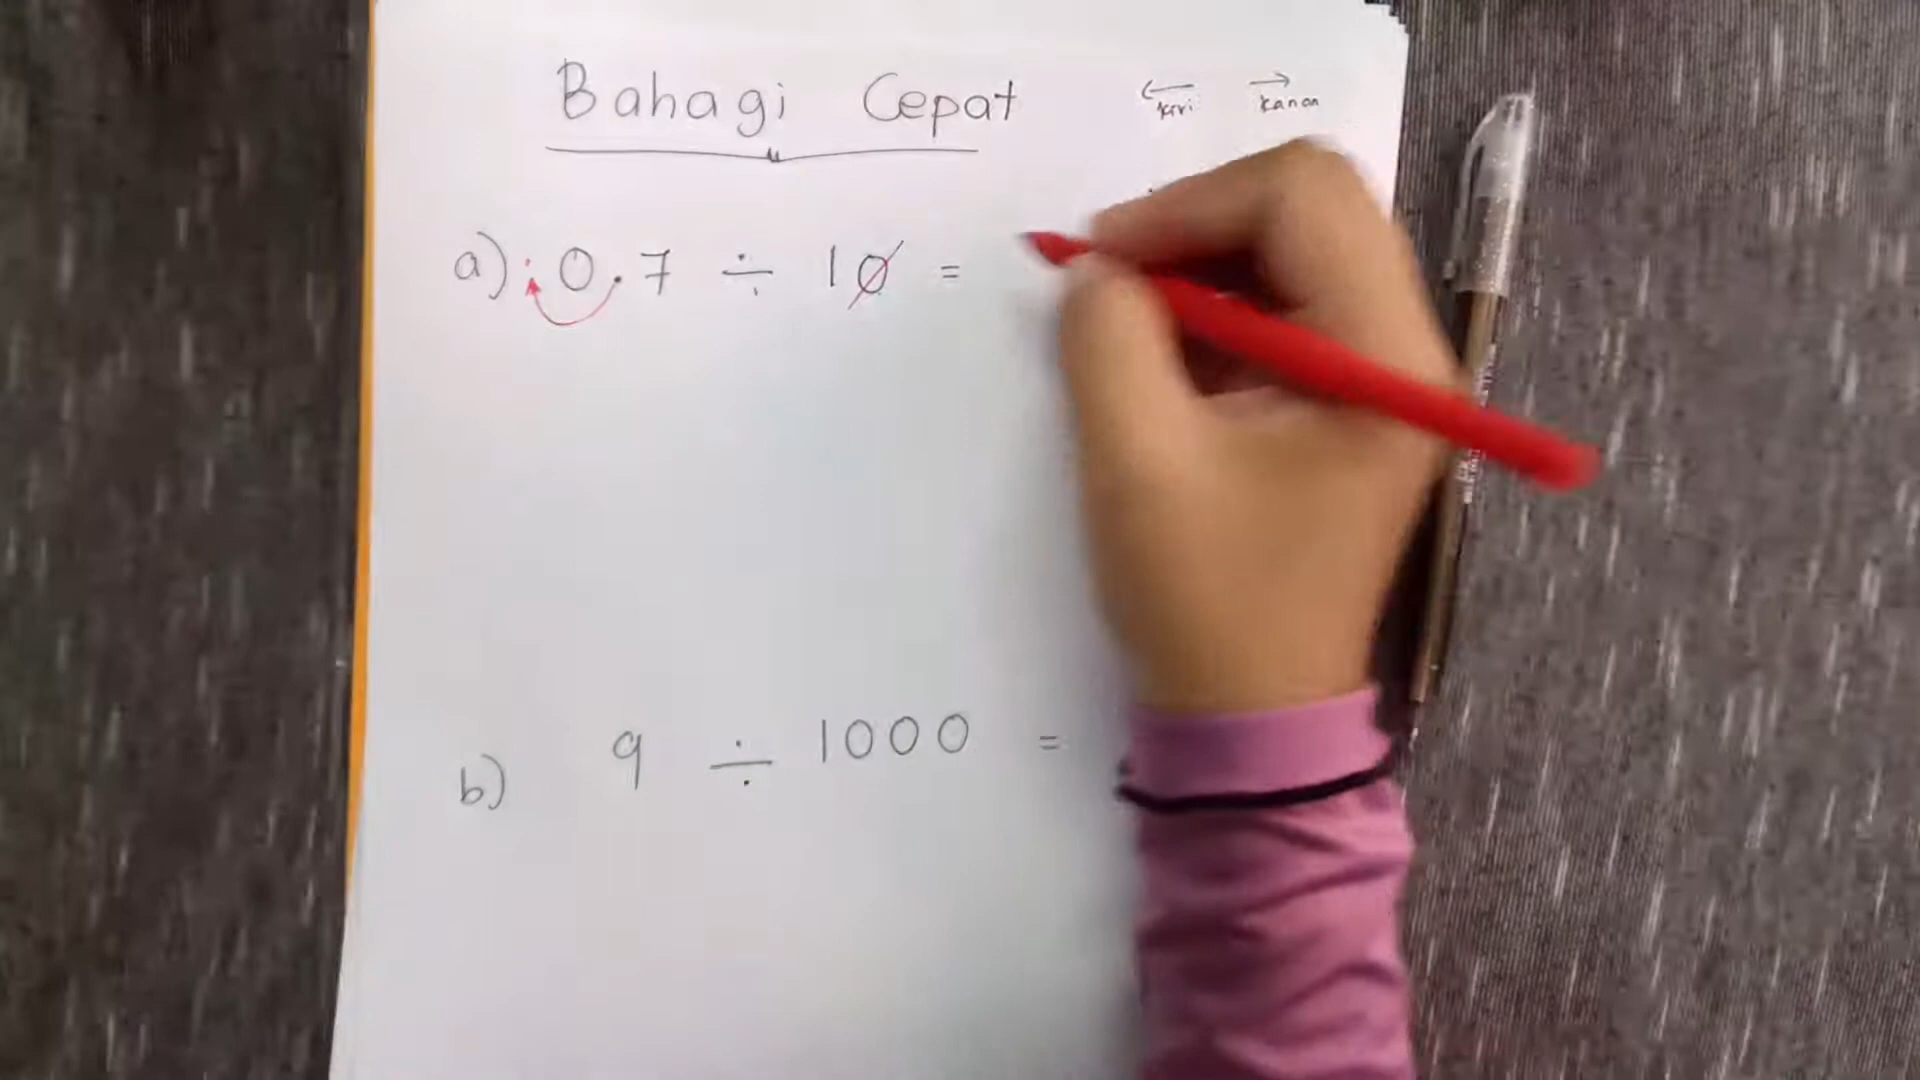 Bahagi Cepat
← kiri → kanan
a) 0.7 ÷ 10 =
b) 9 ÷ 1000 =